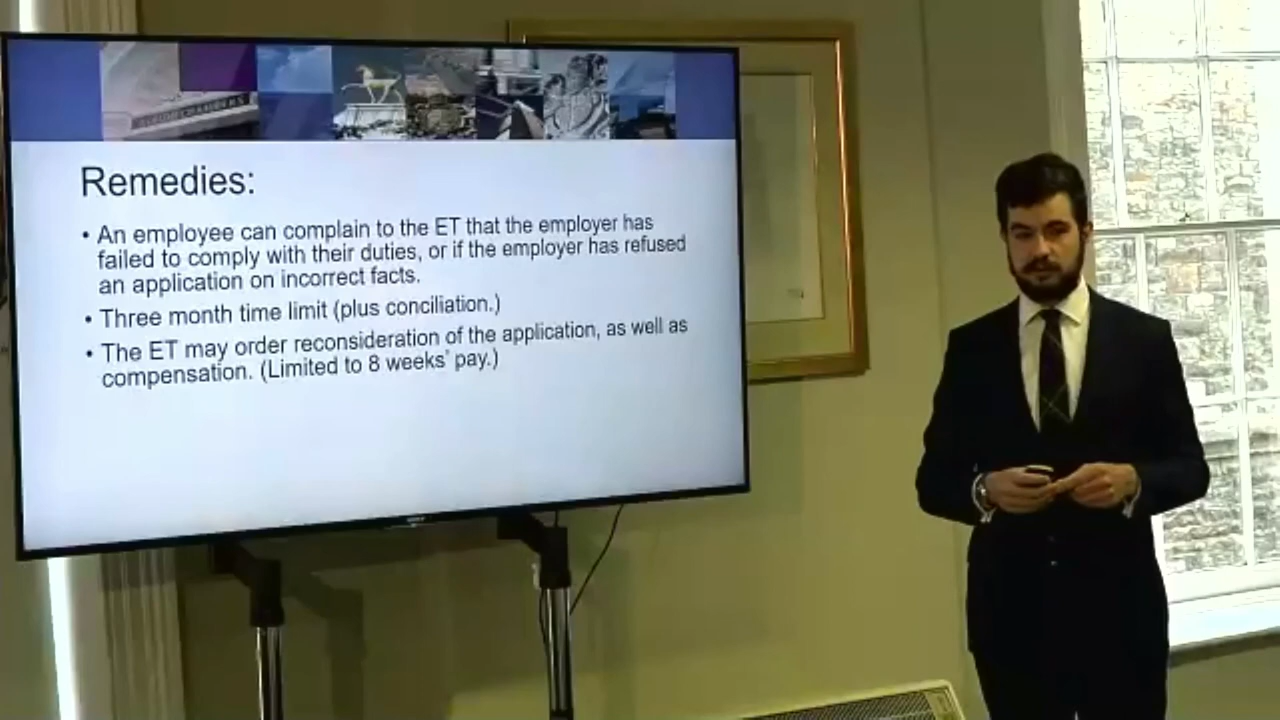 Remedies:
• An employee can complain to the ET that the employer has
failed to comply with their duties, or if the employer has refused
an application on incorrect facts.
• Three month time limit (plus conciliation.)
• The ET may order reconsideration of the application, as well as
compensation. (Limited to 8 weeks' pay.)